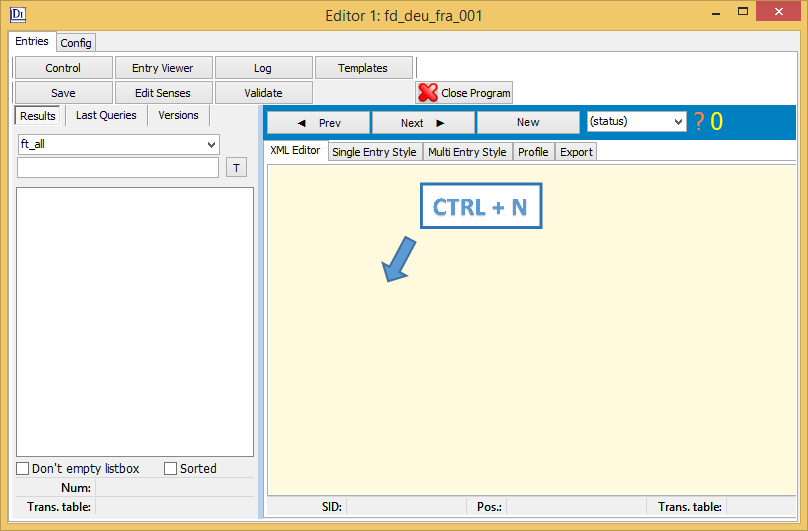 DI Editor 1: fd_deu_fra_001
Entries Config
Control Entry Viewer Log Templates
Save Edit Senses Validate Close Program
Results Last Queries Versions
ft_all
T
Don't empty listbox Sorted
Num:
Trans. table:
Prev Next New (status) ? 0
XML Editor Single Entry Style Multi Entry Style Profile Export
CTRL + N
SID: Pos.: Trans. table: